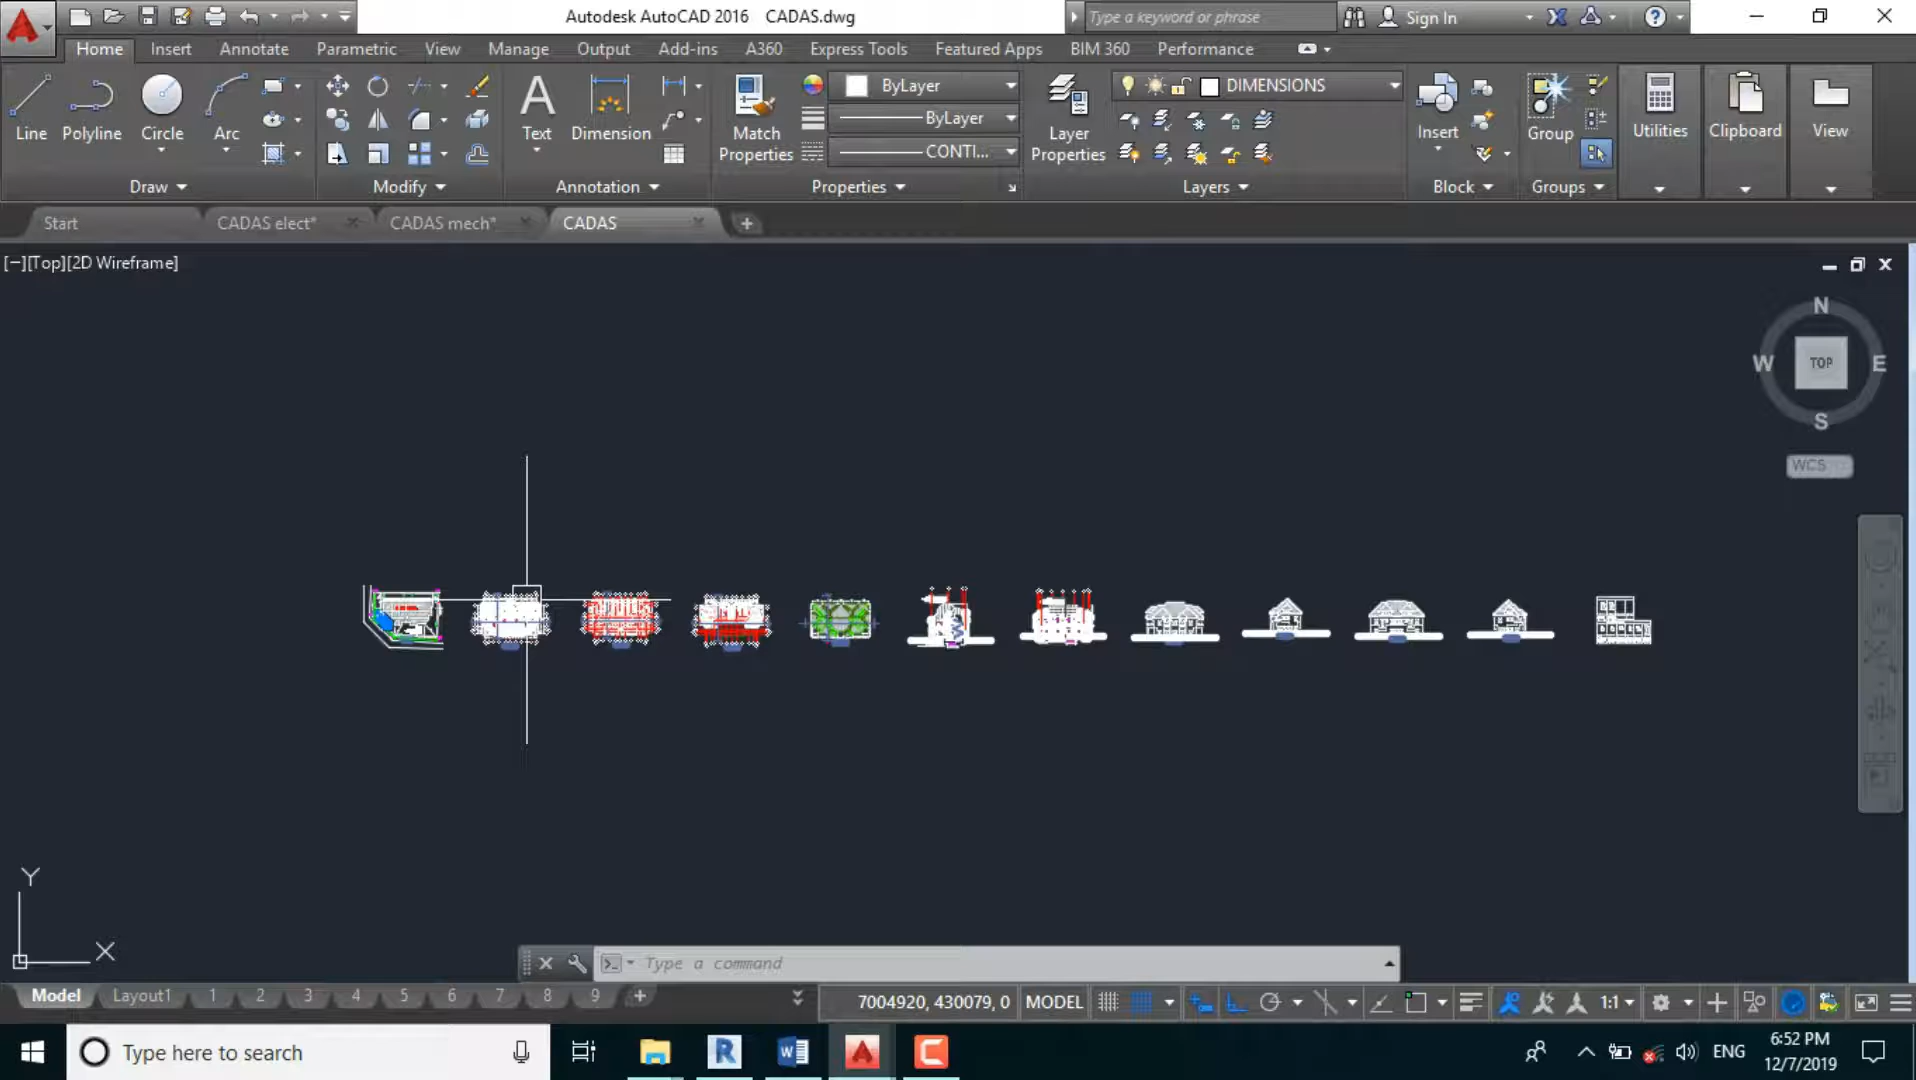 Autodesk AutoCAD 2016 CADAS.dwg
Type a keyword or phrase
Sign In
Home Insert Annotate Parametric View Manage Output Add-ins A360 Express Tools Featured Apps BIM 360 Performance
Line Polyline Circle Arc
Text Dimension
Match Properties
ByLayer
ByLayer
CONTI...
Layer Properties
DIMENSIONS
Insert
Group
Utilities
Clipboard
View
Draw Modify Annotation Properties Layers Block Groups
Start CADAS elect* CADAS mech* CADAS
[−][Top][2D Wireframe]
N
W TOP E
S
WCS
Y
X
Type a command
Model Layout1 1 2 3 4 5 6 7 8 9
7004920, 430079, 0 MODEL 1:1
Type here to search
ENG
6:52 PM
12/7/2019